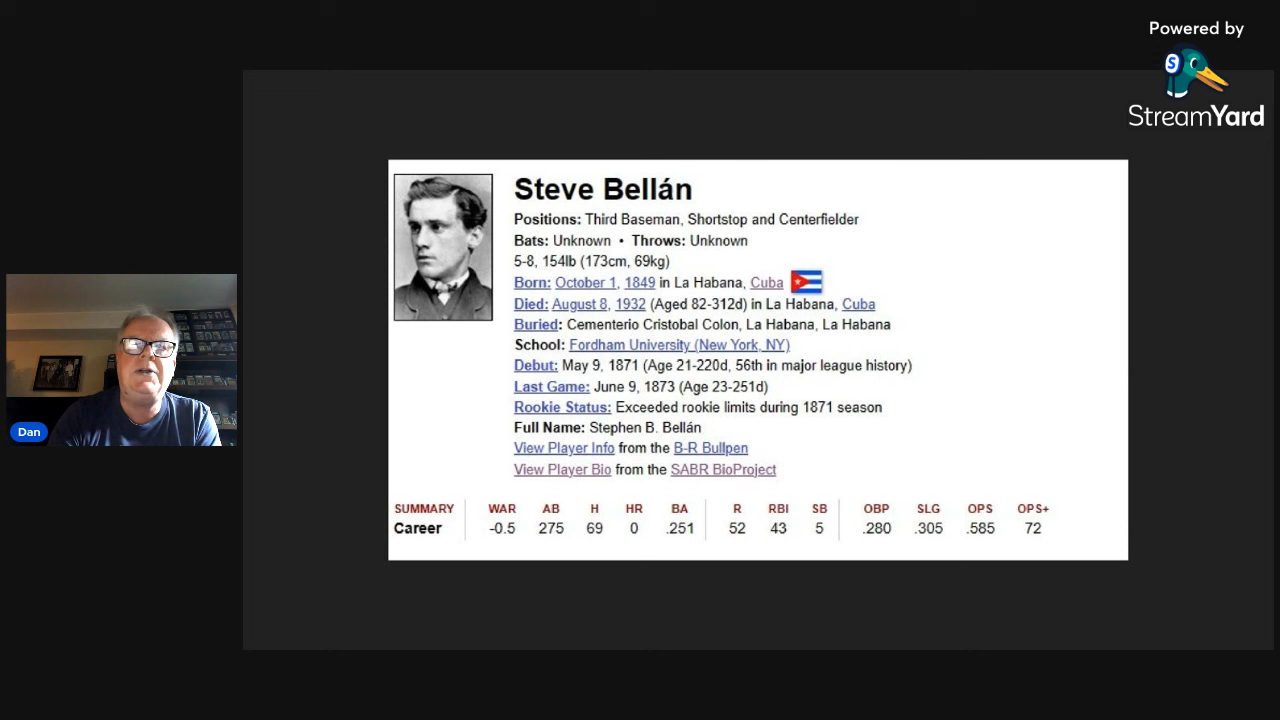 Powered by
StreamYard
Steve Bellán
Positions: Third Baseman, Shortstop and Centerfielder
Bats: Unknown • Throws: Unknown
5-8, 154lb (173cm, 69kg)
Born: October 1, 1849 in La Habana, Cuba
Died: August 8, 1932 (Aged 82-312d) in La Habana, Cuba
Buried: Cementerio Cristobal Colon, La Habana, La Habana
School: Fordham University (New York, NY)
Debut: May 9, 1871 (Age 21-220d, 56th in major league history)
Last Game: June 9, 1873 (Age 23-251d)
Rookie Status: Exceeded rookie limits during 1871 season
Full Name: Stephen B. Bellán
View Player Info from the B-R Bullpen
View Player Bio from the SABR BioProject
SUMMARY WAR AB H HR BA R RBI SB OBP SLG OPS OPS+
Career -0.5 275 69 0 .251 52 43 5 .280 .305 .585 72
Dan